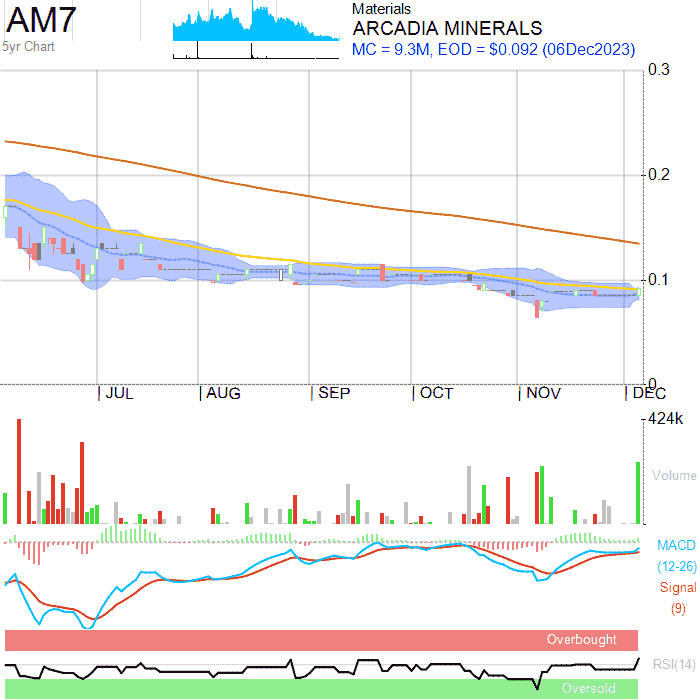 AM7
5yr Chart
Materials
ARCADIA MINERALS
MC = 9.3M, EOD = $0.092 (06Dec2023)
0.3
0.2
0.1
0
JUL AUG SEP OCT NOV DEC
424k
Volume
MACD
(12-26)
Signal
(9)
Overbought
RSI(14)
Oversold